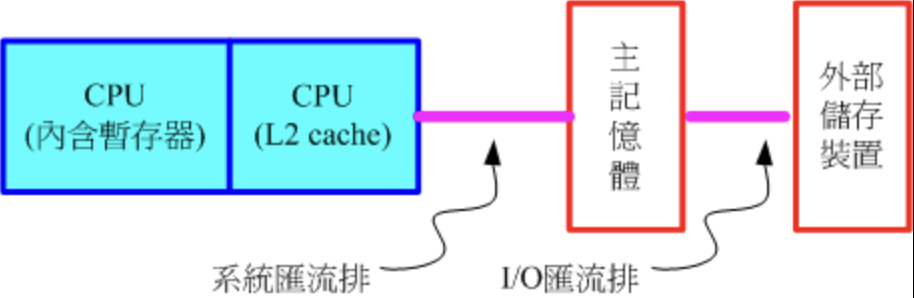 CPU
(內含暫存器)
CPU
(L2 cache)
主
記
憶
體
外部
儲存
裝置
系統匯流排
I/O匯流排